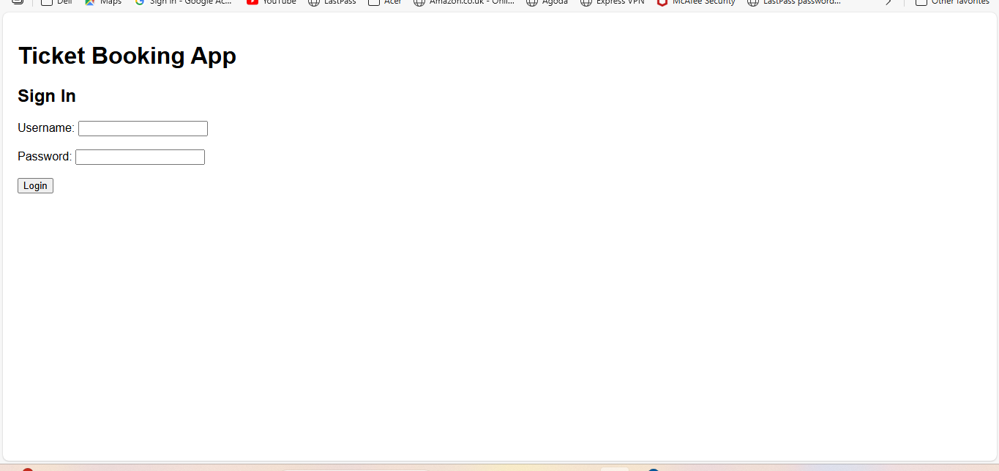 Dell Maps Sign in - Google Ac... YouTube LastPass Acer Amazon.co.uk - Onli... Agoda Express VPN McAfee Security LastPass password... Other favorites
Ticket Booking App
Sign In
Username:
Password:
Login